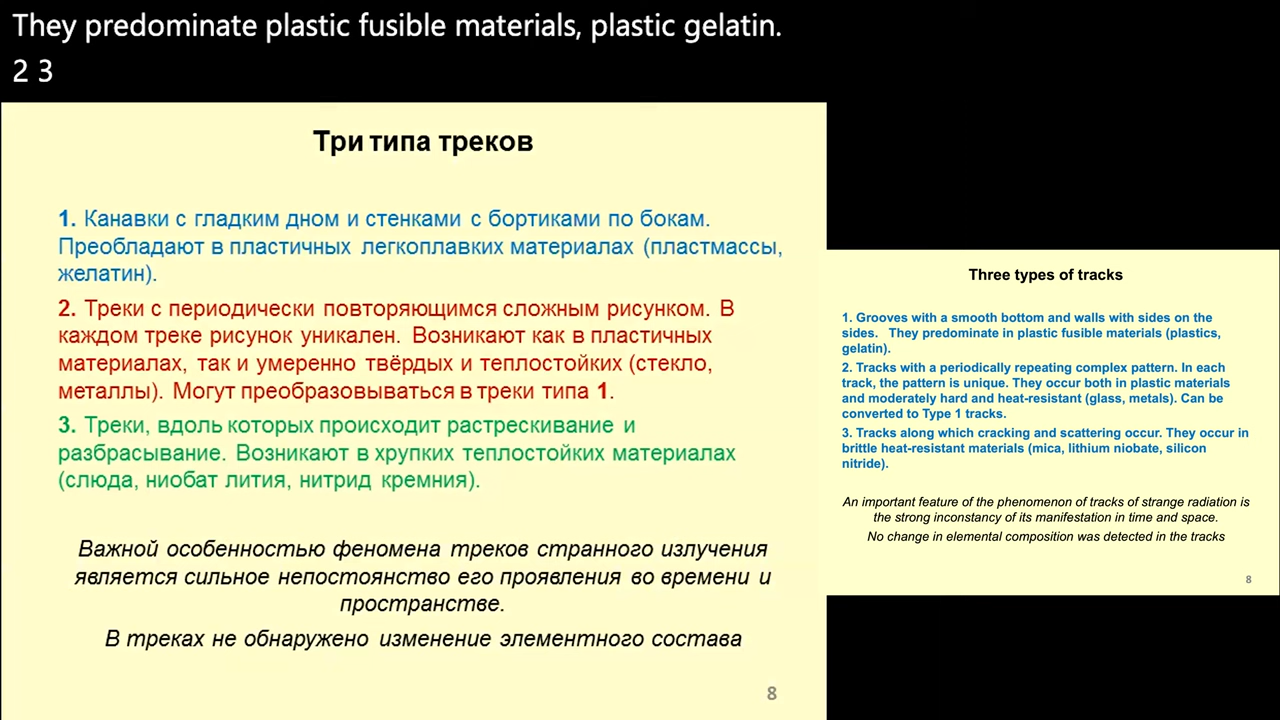 They predominate plastic fusible materials, plastic gelatin.
2 3
Три типа треков
1. Канавки с гладким дном и стенками с бортиками по бокам.
Преобладают в пластичных легкоплавких материалах (пластмассы,
желатин).
2. Треки с периодически повторяющимся сложным рисунком. В
каждом треке рисунок уникален. Возникают как в пластичных
материалах, так и умеренно твёрдых и теплостойких (стекло,
металлы). Могут преобразовываться в треки типа 1.
3. Треки, вдоль которых происходит растрескивание и
разбрасывание. Возникают в хрупких теплостойких материалах
(слюда, ниобат лития, нитрид кремния).
Важной особенностью феномена треков странного излучения
является сильное непостоянство его проявления во времени и
пространстве.
В треках не обнаружено изменение элементного состава
8
Three types of tracks
1. Grooves with a smooth bottom and walls with sides on the
sides. They predominate in plastic fusible materials (plastics,
gelatin).
2. Tracks with a periodically repeating complex pattern. In each
track, the pattern is unique. They occur both in plastic materials
and moderately hard and heat-resistant (glass, metals). Can be
converted to Type 1 tracks.
3. Tracks along which cracking and scattering occur. They occur in
brittle heat-resistant materials (mica, lithium niobate, silicon
nitride).
An important feature of the phenomenon of tracks of strange radiation is
the strong inconstancy of its manifestation in time and space.
No change in elemental composition was detected in the tracks
8